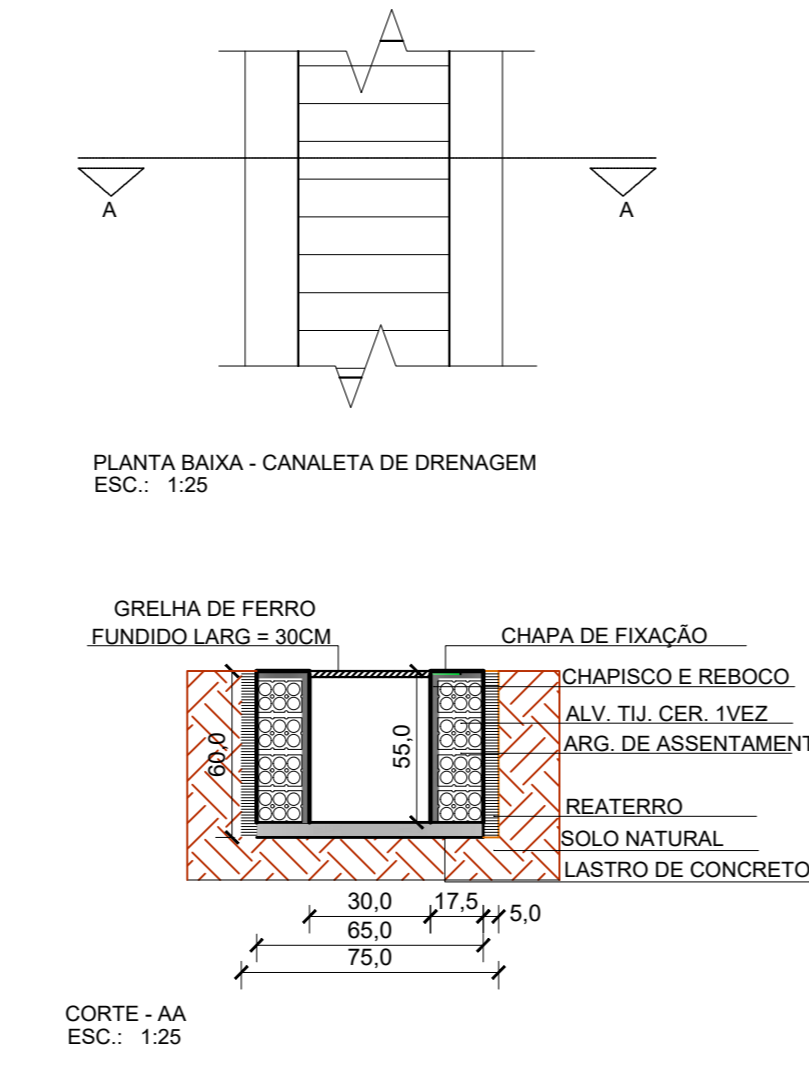 A
A
PLANTA BAIXA - CANALETA DE DRENAGEM
ESC.: 1:25
GRELHA DE FERRO
FUNDIDO LARG = 30CM
CHAPA DE FIXAÇÃO
CHAPISCO E REBOCO
ALV. TIJ. CER. 1VEZ
ARG. DE ASSENTAMENT
60,0
55,0
REATERRO
SOLO NATURAL
LASTRO DE CONCRETO
30,0
17,5
5,0
65,0
75,0
CORTE - AA
ESC.: 1:25